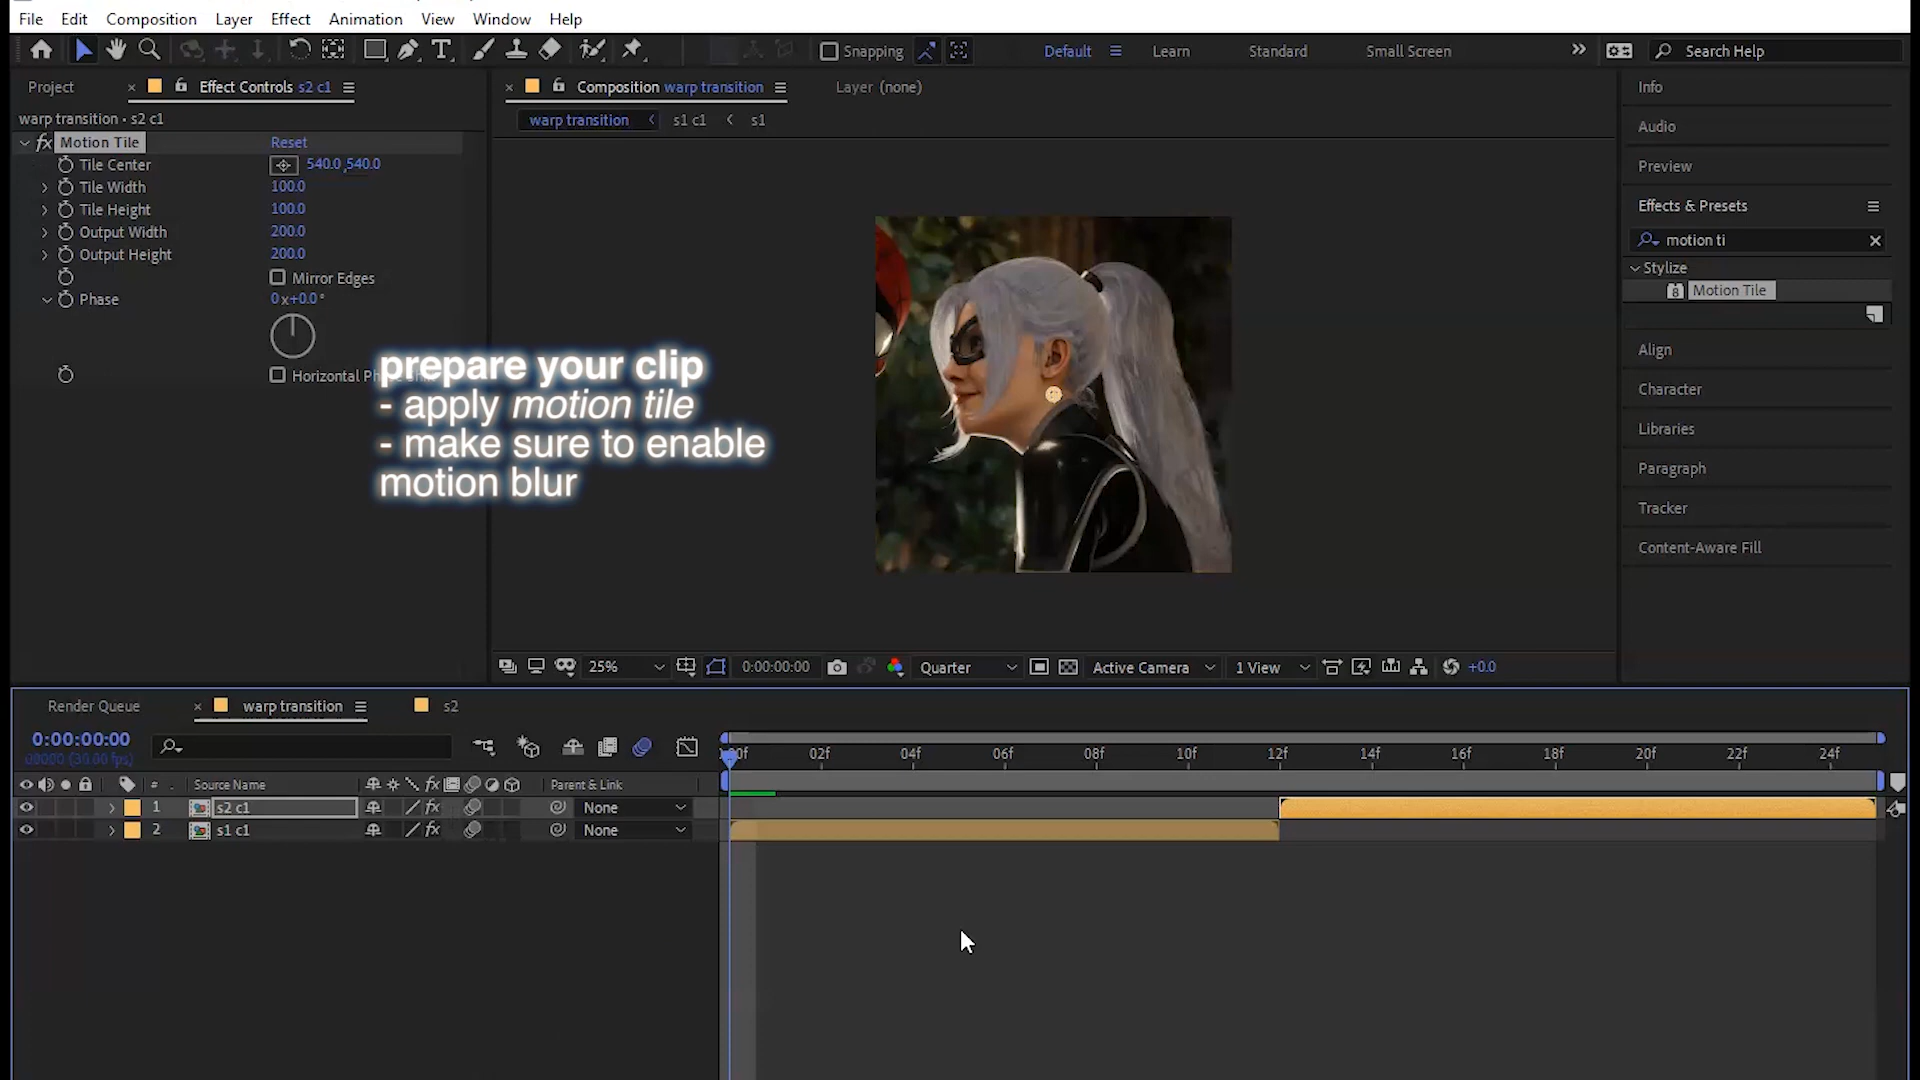 File Edit Composition Layer Effect Animation View Window Help
Snapping Default Learn Standard Small Screen Search Help
Project Effect Controls s2 c1
warp transition • s2 c1
Motion Tile Reset
Tile Center 540.0, 540.0
Tile Width 100.0
Tile Height 100.0
Output Width 200.0
Output Height 200.0
Mirror Edges
Phase 0x+0.0°
Horizontal
prepare your clip
- apply motion tile
- make sure to enable
motion blur
Composition warp transition Layer (none)
warp transition s1 c1 s1
25% 0:00:00:00 Quarter Active Camera 1 View +0.0
Info
Audio
Preview
Effects & Presets
motion ti
Stylize
8 Motion Tile
Align
Character
Libraries
Paragraph
Tracker
Content-Aware Fill
Render Queue warp transition s2
0:00:00:00
00000 (30.00 fps)
00f 02f 04f 06f 08f 10f 12f 14f 16f 18f 20f 22f 24f
# Source Name fx Parent & Link
1 s2 c1 fx None
2 s1 c1 fx None